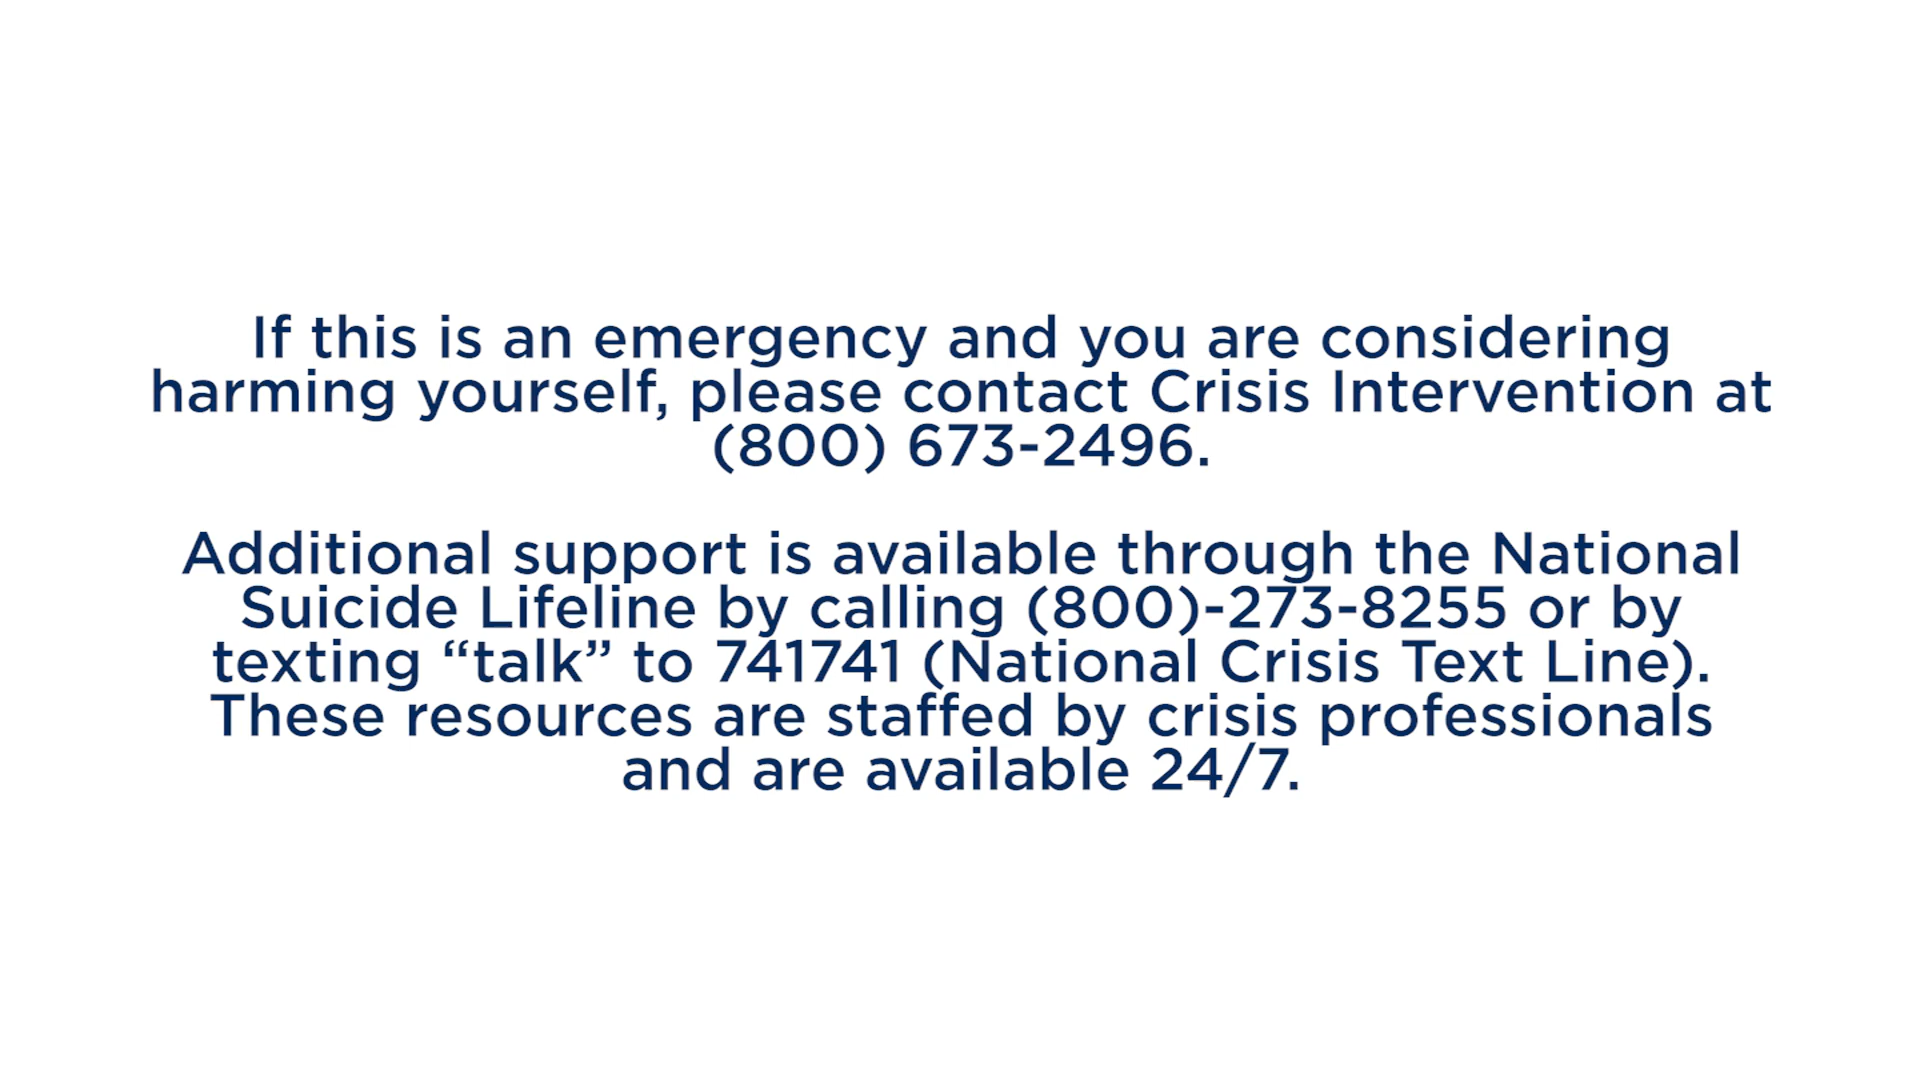 If this is an emergency and you are considering
harming yourself, please contact Crisis Intervention at
(800) 673-2496.
Additional support is available through the National
Suicide Lifeline by calling (800)-273-8255 or by
texting “talk” to 741741 (National Crisis Text Line).
These resources are staffed by crisis professionals
and are available 24/7.